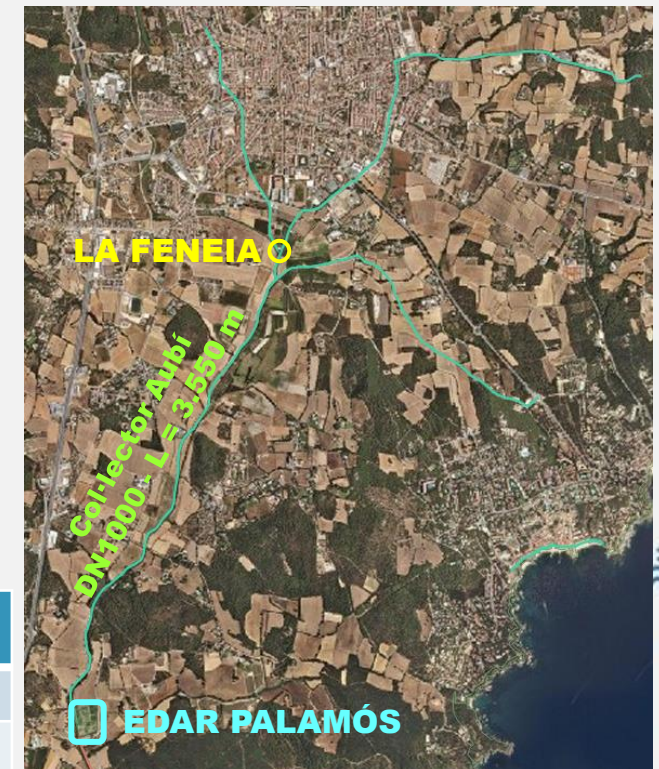 LA FENEIA
Col·lector Aubí
DN1000 - L = 3.550 m
EDAR PALAMÓS